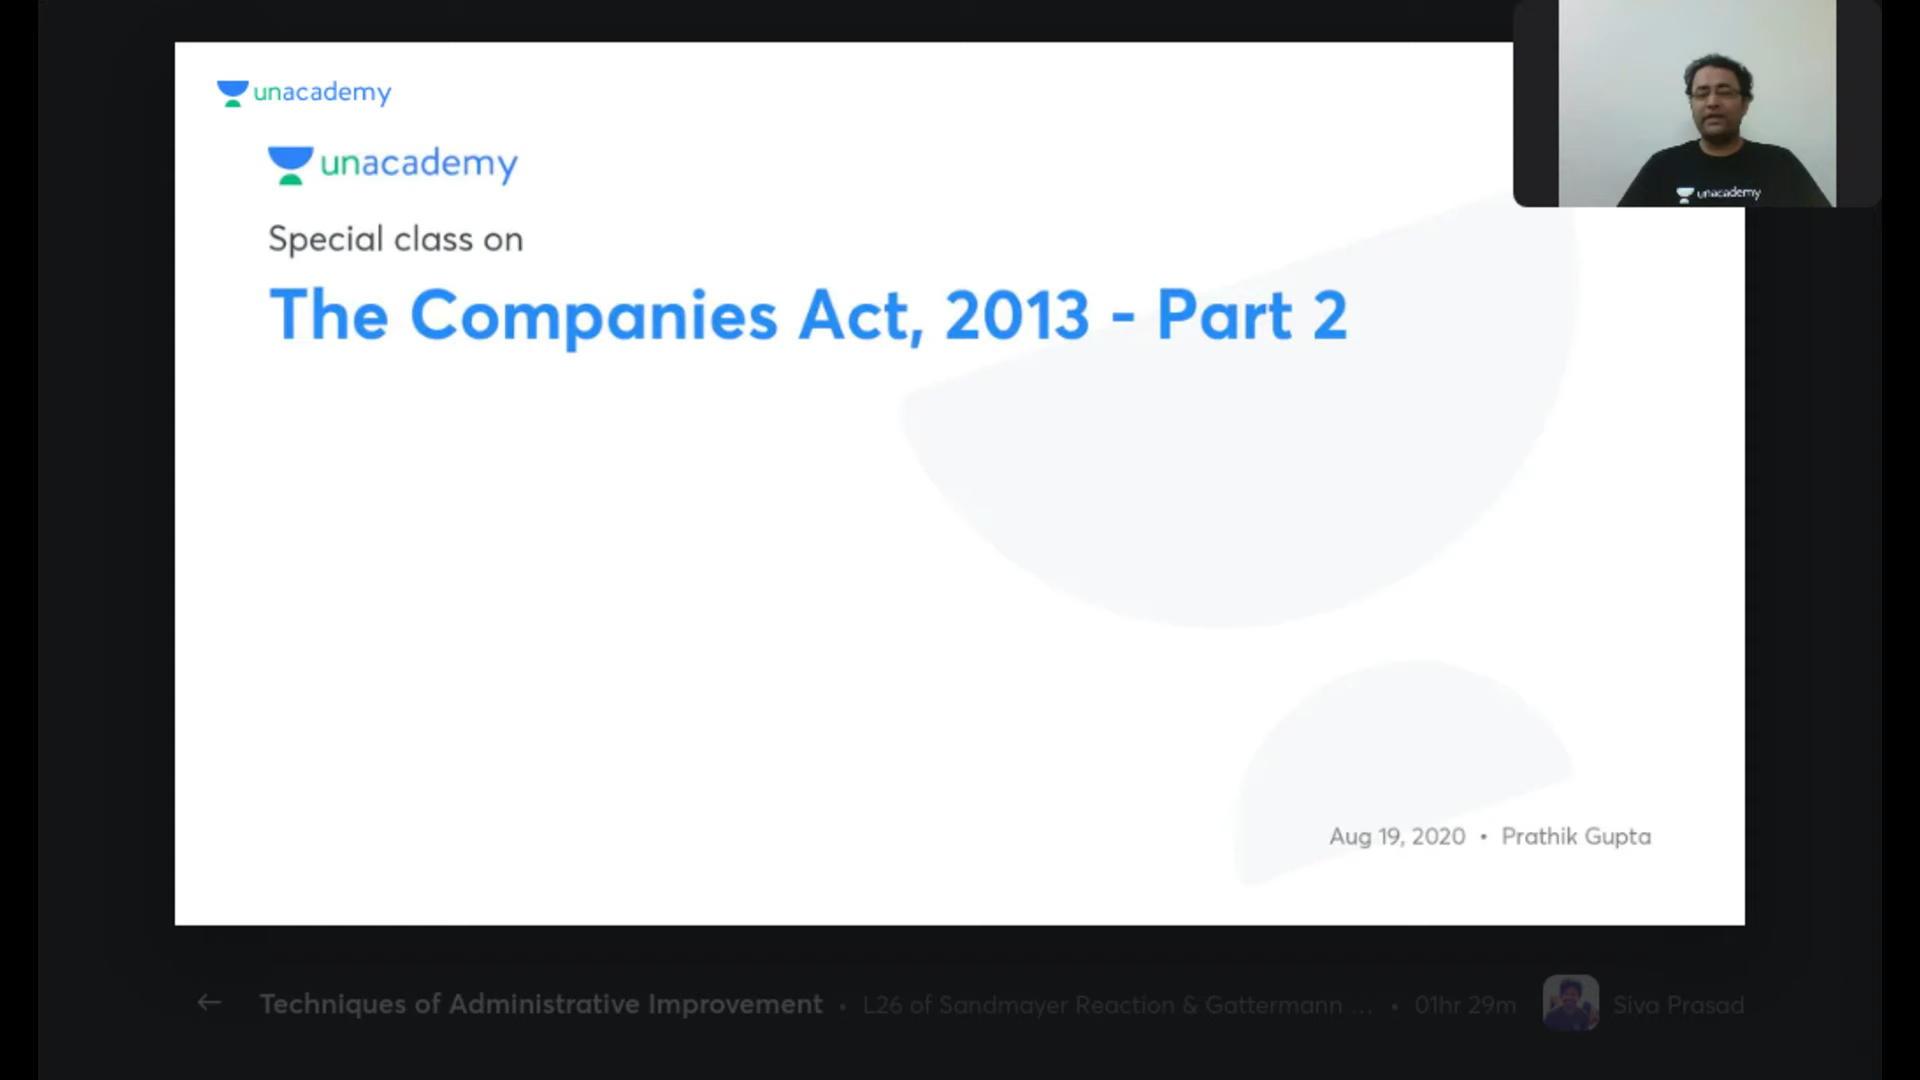 unacademy
unacademy
Special class on
The Companies Act, 2013 - Part 2
unacademy
Aug 19, 2020 • Prathik Gupta
← Techniques of Administrative Improvement • L26 of Sandmayer Reaction & Gattermann ... • 01hr 29m Siva Prasad